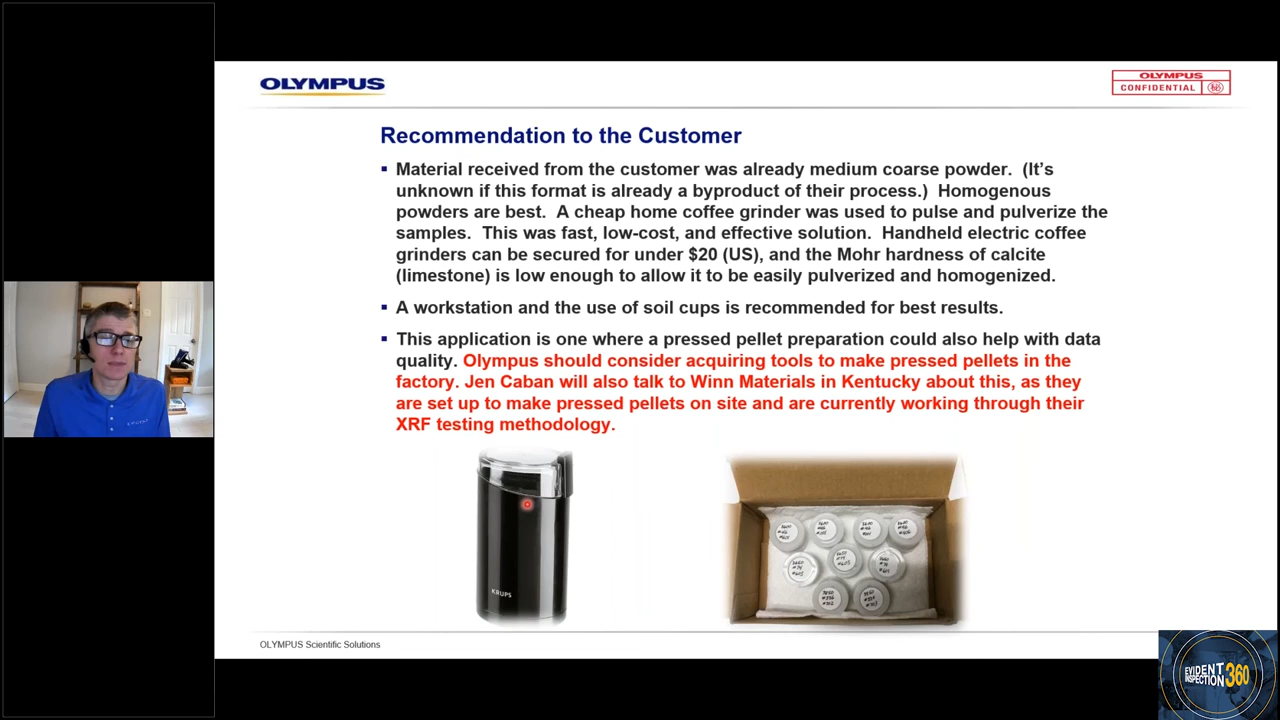 OLYMPUS
OLYMPUS
CONFIDENTIAL
Recommendation to the Customer
▪ Material received from the customer was already medium coarse powder. (It's
unknown if this format is already a byproduct of their process.) Homogenous
powders are best. A cheap home coffee grinder was used to pulse and pulverize the
samples. This was fast, low-cost, and effective solution. Handheld electric coffee
grinders can be secured for under $20 (US), and the Mohr hardness of calcite
(limestone) is low enough to allow it to be easily pulverized and homogenized.
▪ A workstation and the use of soil cups is recommended for best results.
▪ This application is one where a pressed pellet preparation could also help with data
quality. Olympus should consider acquiring tools to make pressed pellets in the
factory. Jen Caban will also talk to Winn Materials in Kentucky about this, as they
are set up to make pressed pellets on site and are currently working through their
XRF testing methodology.
KRUPS
OLYMPUS Scientific Solutions
EVIDENT
INSPECTION 360